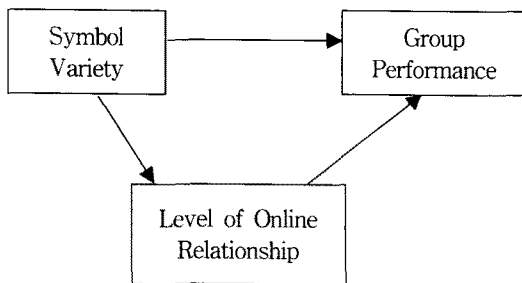 Symbol
Variety
Group
Performance
Level of Online
Relationship